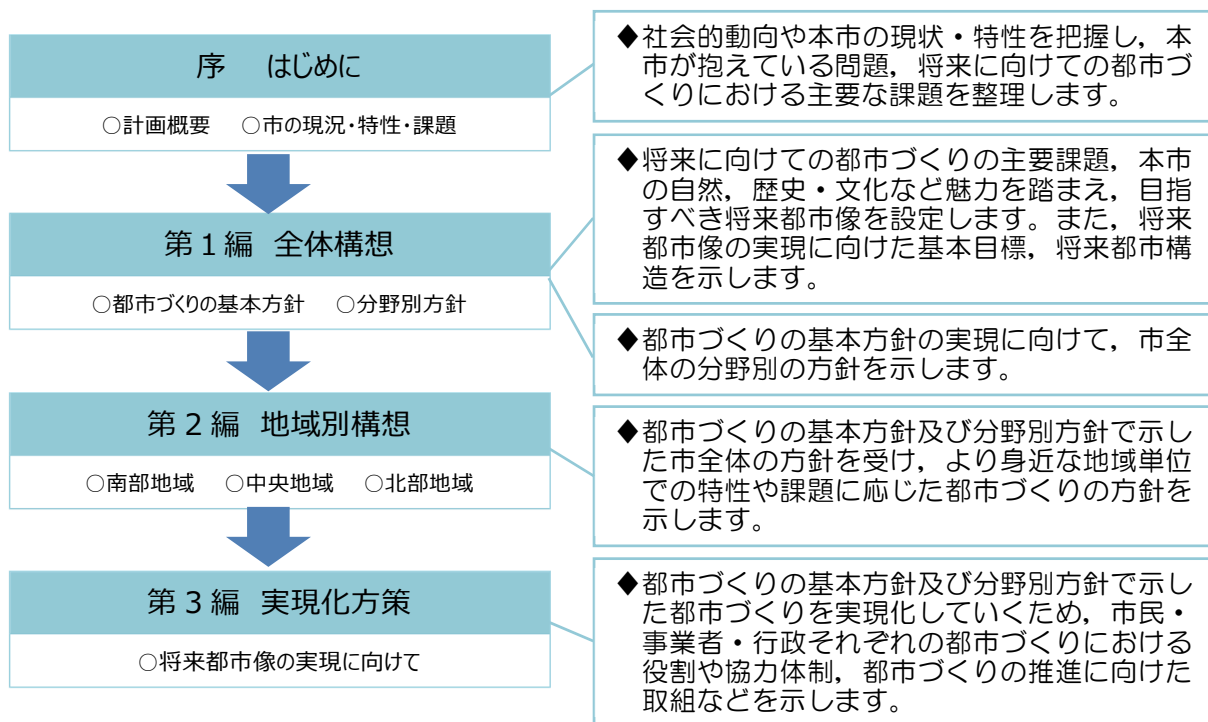 序　はじめに
○計画概要　○市の現況・特性・課題
◆社会的動向や本市の現状・特性を把握し，本
市が抱えている問題，将来に向けての都市づ
くりにおける主要な課題を整理します。
第１編 全体構想
○都市づくりの基本方針　○分野別方針
◆将来に向けての都市づくりの主要課題，本市
の自然，歴史・文化など魅力を踏まえ，目指
すべき将来都市像を設定します。また，将来
都市像の実現に向けた基本目標，将来都市構
造を示します。
◆都市づくりの基本方針の実現に向けて，市全
体の分野別の方針を示します。
第２編 地域別構想
○南部地域　○中央地域　○北部地域
◆都市づくりの基本方針及び分野別方針で示し
た市全体の方針を受け，より身近な地域単位
での特性や課題に応じた都市づくりの方針を
示します。
第３編 実現化方策
○将来都市像の実現に向けて
◆都市づくりの基本方針及び分野別方針で示し
た都市づくりを実現化していくため，市民・
事業者・行政それぞれの都市づくりにおける
役割や協力体制，都市づくりの推進に向けた
取組などを示します。